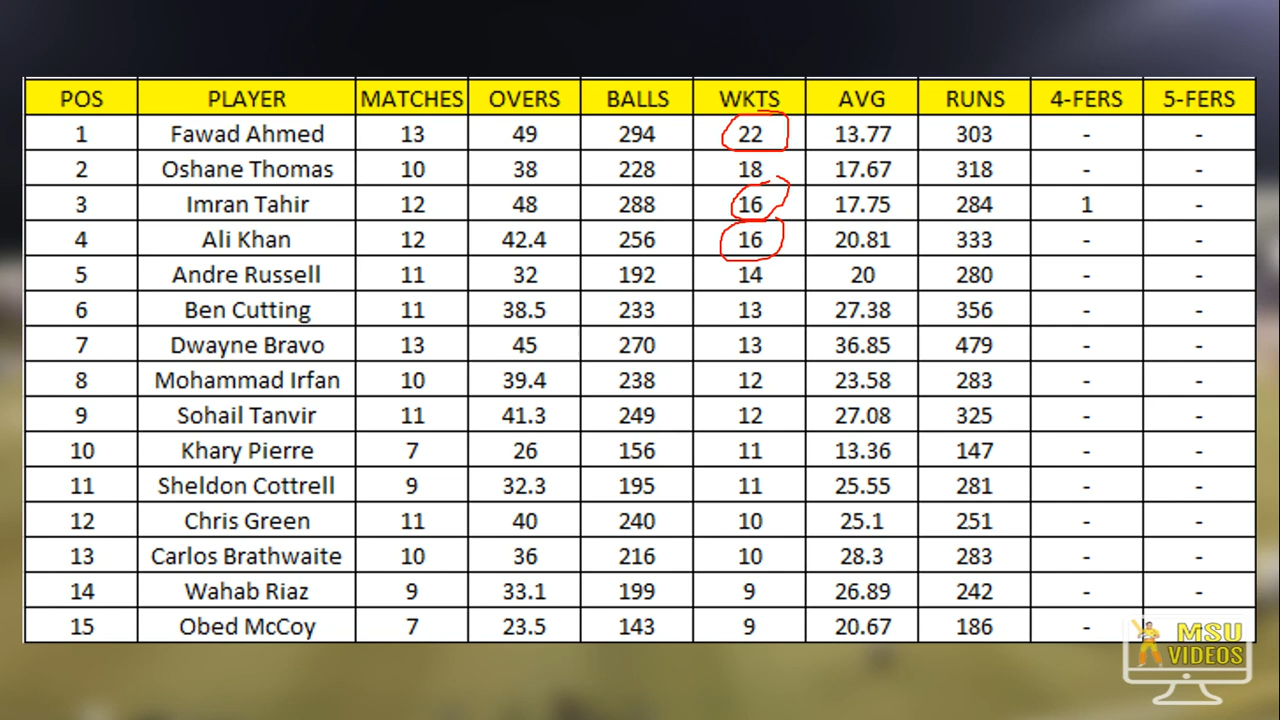 POS PLAYER MATCHES OVERS BALLS WKTS AVG RUNS 4-FERS 5-FERS
1 Fawad Ahmed 13 49 294 22 13.77 303 - -
2 Oshane Thomas 10 38 228 18 17.67 318 - -
3 Imran Tahir 12 48 288 16 17.75 284 1 -
4 Ali Khan 12 42.4 256 16 20.81 333 - -
5 Andre Russell 11 32 192 14 20 280 - -
6 Ben Cutting 11 38.5 233 13 27.38 356 - -
7 Dwayne Bravo 13 45 270 13 36.85 479 - -
8 Mohammad Irfan 10 39.4 238 12 23.58 283 - -
9 Sohail Tanvir 11 41.3 249 12 27.08 325 - -
10 Khary Pierre 7 26 156 11 13.36 147 - -
11 Sheldon Cottrell 9 32.3 195 11 25.55 281 - -
12 Chris Green 11 40 240 10 25.1 251 - -
13 Carlos Brathwaite 10 36 216 10 28.3 283 - -
14 Wahab Riaz 9 33.1 199 9 26.89 242 - -
15 Obed McCoy 7 23.5 143 9 20.67 186 - -
MSU
VIDEOS